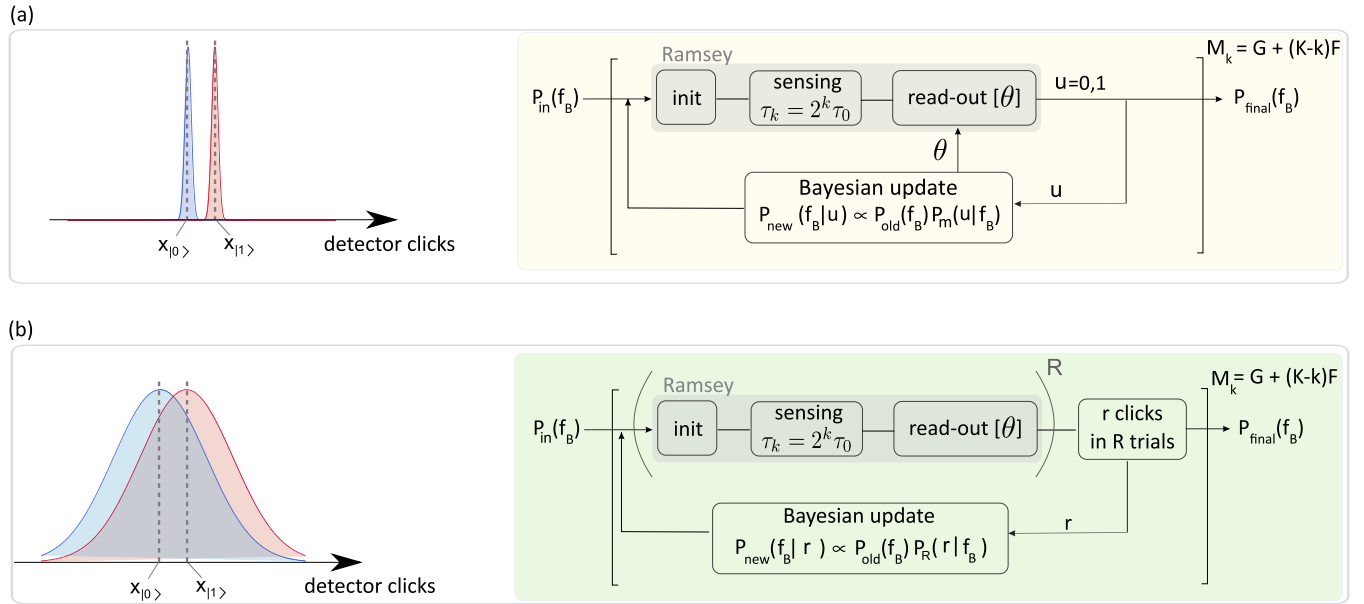 (a)
M_k = G + (K-k)F
Ramsey
P_in(f_B)
init
sensing
τ_k = 2^k τ_0
read-out [θ]
u=0,1
P_final(f_B)
θ
u
Bayesian update
P_new (f_B|u) ∝ P_old(f_B) P_m(u|f_B)
x_|0⟩
x_|1⟩
detector clicks
(b)
R
M_k = G + (K-k)F
Ramsey
P_in(f_B)
init
sensing
τ_k = 2^k τ_0
read-out [θ]
r clicks
in R trials
P_final(f_B)
r
Bayesian update
P_new(f_B| r ) ∝ P_old(f_B) P_R( r | f_B)
x_|0⟩
x_|1⟩
detector clicks